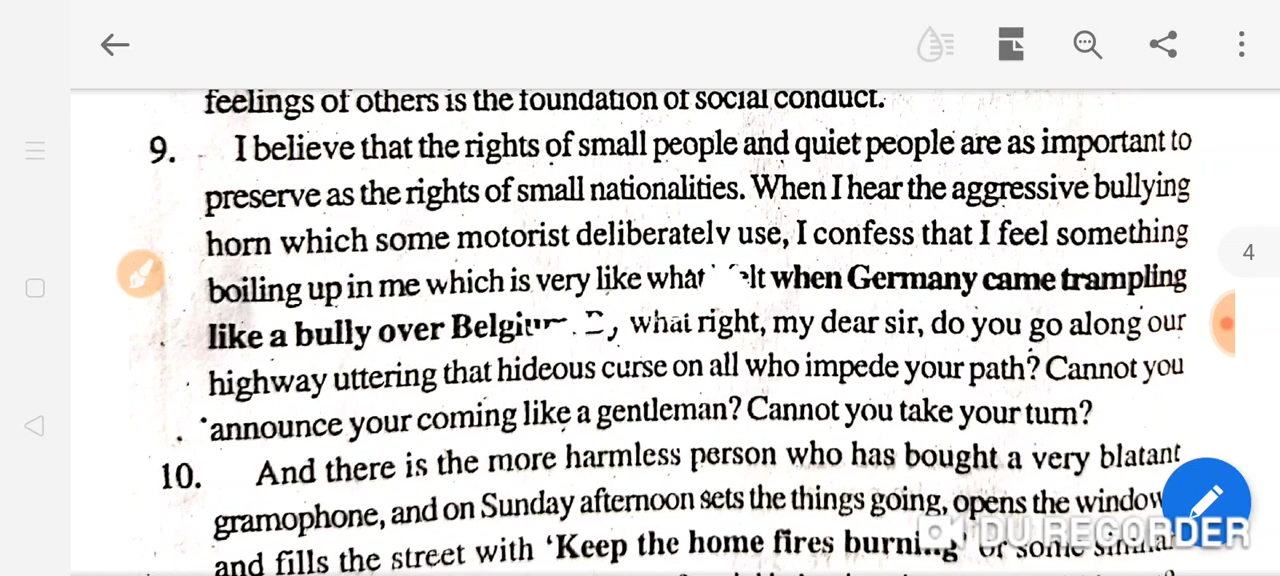 feelings of others is the foundation of social conduct.
9. I believe that the rights of small people and quiet people are as important to
preserve as the rights of small nationalities. When I hear the aggressive bullying
horn which some motorist deliberately use, I confess that I feel something
boiling up in me which is very like what when Germany came trampling
like a bully over what right, my dear sir, do you go along our
highway uttering that hideous curse on all who impede your path? Cannot you
announce your coming like a gentleman? Cannot you take your turn?
10. And there is the more harmless person who has bought a very blatant
gramophone, and on Sunday afternoon sets the things going, opens the window
and fills the street with 'Keep the home fires burning' or some similar
4
DU RECORDER